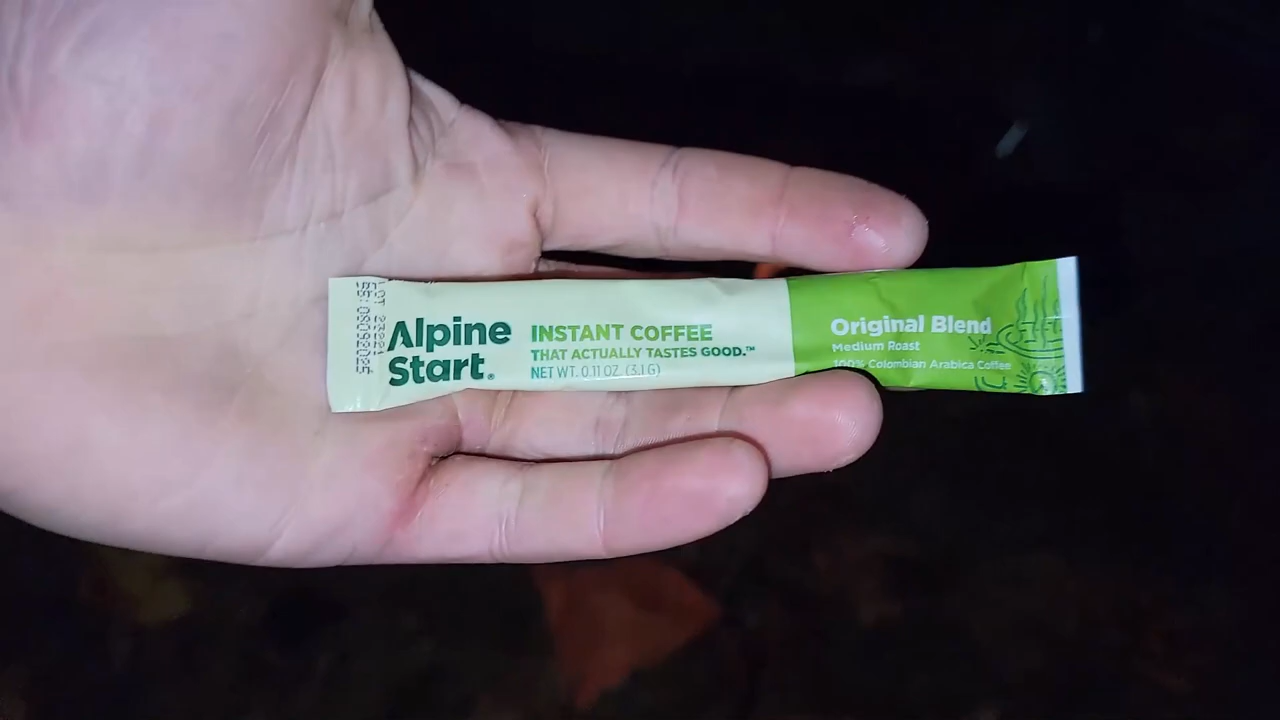 Alpine
Start®
INSTANT COFFEE
THAT ACTUALLY TASTES GOOD.™
NET WT. 0.11 OZ. (3.1 G)
Original Blend
Medium Roast
100% Colombian Arabica Coffee
LOT